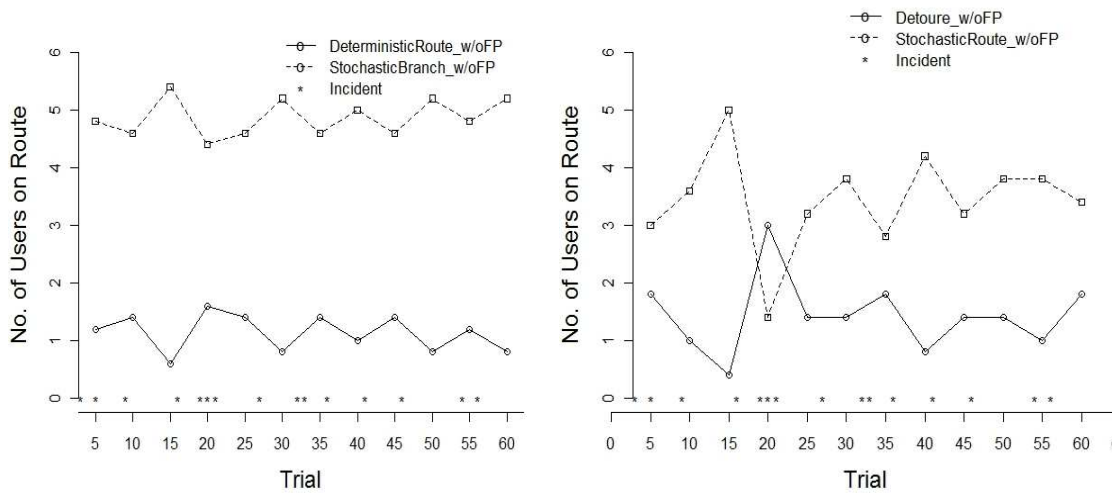 DeterministicRoute_w/oFP
StochasticBranch_w/oFP
* Incident
No. of Users on Route
6
5
4
3
2
1
0
5 10 15 20 25 30 35 40 45 50 55 60
Trial
Detoure_w/oFP
StochasticRoute_w/oFP
* Incident
No. of Users on Route
6
5
4
3
2
1
0
0 5 10 15 20 25 30 35 40 45 50 55 60
Trial